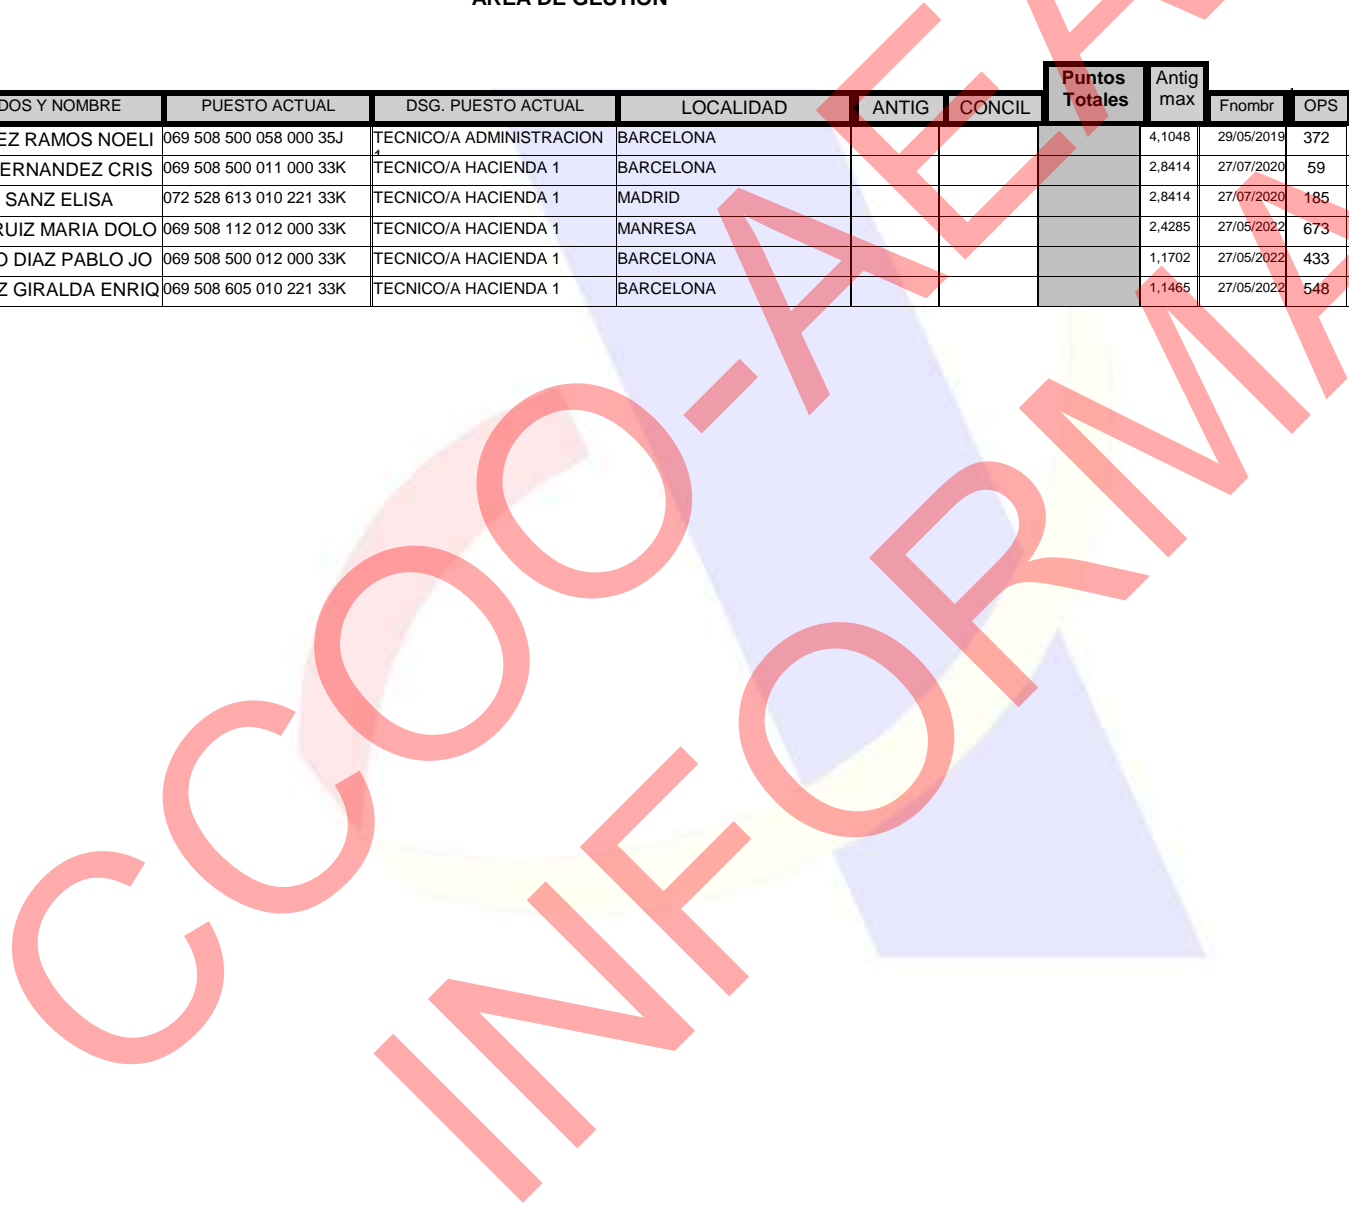 AREA DE GESTION
DOS Y NOMBRE PUESTO ACTUAL DSG. PUESTO ACTUAL LOCALIDAD ANTIG CONCIL Puntos Totales Antig max Fnombr OPS
EZ RAMOS NOELI 069 508 500 058 000 35J TECNICO/A ADMINISTRACION BARCELONA 4,1048 29/05/2019 372
ERNANDEZ CRIS 069 508 500 011 000 33K TECNICO/A HACIENDA 1 BARCELONA 2,8414 27/07/2020 59
SANZ ELISA 072 528 613 010 221 33K TECNICO/A HACIENDA 1 MADRID 2,8414 27/07/2020 185
RUIZ MARIA DOLO 069 508 112 012 000 33K TECNICO/A HACIENDA 1 MANRESA 2,4285 27/05/2022 673
O DIAZ PABLO JO 069 508 500 012 000 33K TECNICO/A HACIENDA 1 BARCELONA 1,1702 27/05/2022 433
Z GIRALDA ENRIQ 069 508 605 010 221 33K TECNICO/A HACIENDA 1 BARCELONA 1,1465 27/05/2022 548
CCOO-AEA
INFORMA